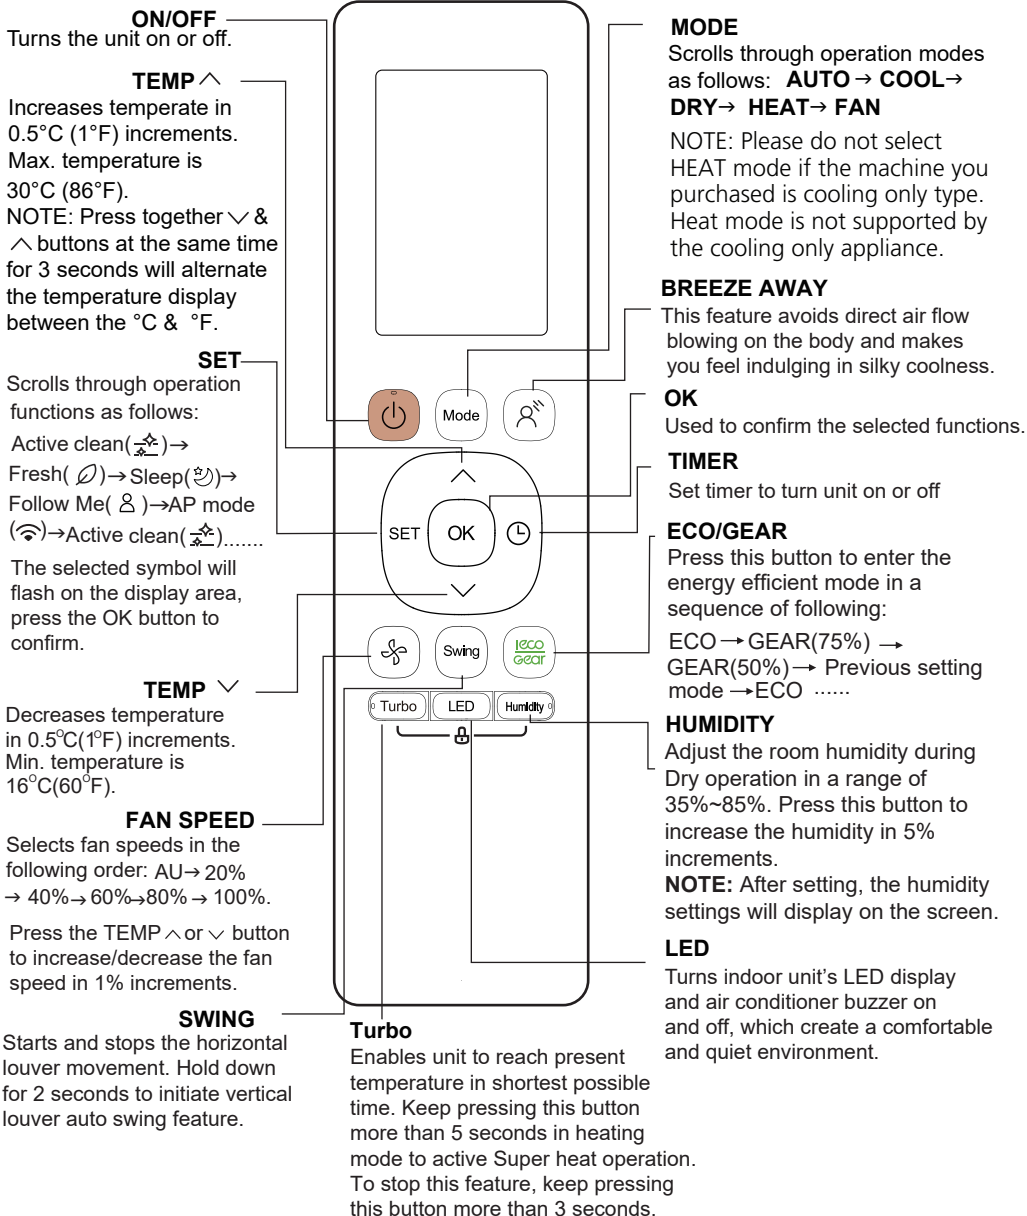 ON/OFF
Turns the unit on or off.
TEMP ∧
Increases temperate in
0.5°C (1°F) increments.
Max. temperature is
30°C (86°F).
NOTE: Press together ∨ &
∧ buttons at the same time
for 3 seconds will alternate
the temperature display
between the °C & °F.
SET
Scrolls through operation
functions as follows:
Active clean( )→
Fresh( )→Sleep( )→
Follow Me( )→AP mode
( )→Active clean( ).......
The selected symbol will
flash on the display area,
press the OK button to
confirm.
TEMP ∨
Decreases temperature
in 0.5°C(1°F) increments.
Min. temperature is
16°C(60°F).
FAN SPEED
Selects fan speeds in the
following order: AU→ 20%
→ 40%→ 60%→80% → 100%.
Press the TEMP ∧ or ∨ button
to increase/decrease the fan
speed in 1% increments.
SWING
Starts and stops the horizontal
louver movement. Hold down
for 2 seconds to initiate vertical
louver auto swing feature.
Mode
SET
OK
Swing
ieco
Gear
Turbo
LED
Humidity
Turbo
Enables unit to reach present
temperature in shortest possible
time. Keep pressing this button
more than 5 seconds in heating
mode to active Super heat operation.
To stop this feature, keep pressing
this button more than 3 seconds.
MODE
Scrolls through operation modes
as follows: AUTO → COOL→
DRY→ HEAT→ FAN
NOTE: Please do not select
HEAT mode if the machine you
purchased is cooling only type.
Heat mode is not supported by
the cooling only appliance.
BREEZE AWAY
This feature avoids direct air flow
blowing on the body and makes
you feel indulging in silky coolness.
OK
Used to confirm the selected functions.
TIMER
Set timer to turn unit on or off
ECO/GEAR
Press this button to enter the
energy efficient mode in a
sequence of following:
ECO → GEAR(75%) →
GEAR(50%)→ Previous setting
mode →ECO ......
HUMIDITY
Adjust the room humidity during
Dry operation in a range of
35%~85%. Press this button to
increase the humidity in 5%
increments.
NOTE: After setting, the humidity
settings will display on the screen.
LED
Turns indoor unit's LED display
and air conditioner buzzer on
and off, which create a comfortable
and quiet environment.